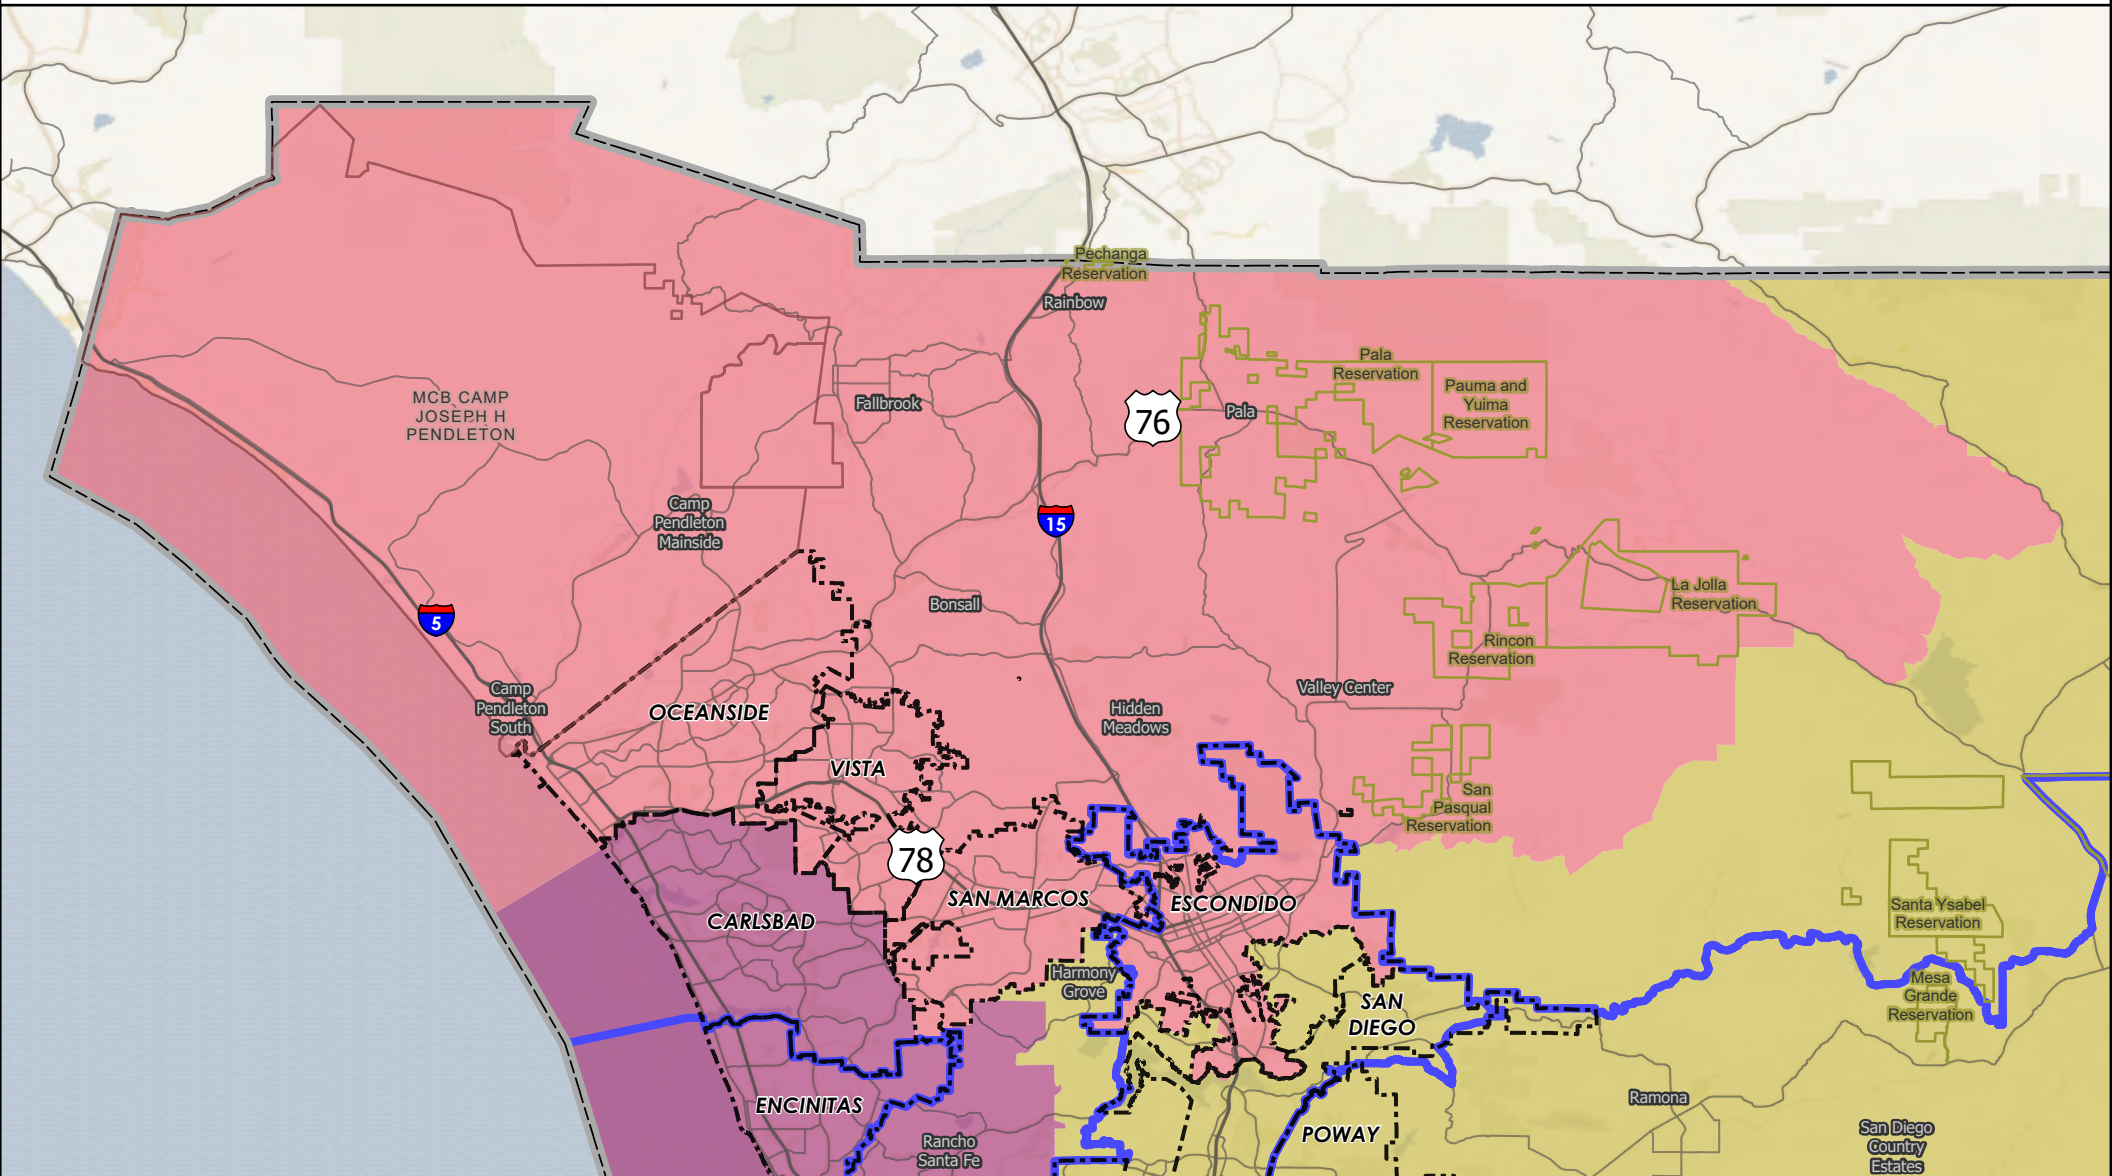 Pechanga
Reservation
Rainbow
Pala
Reservation
Pauma and
Yuima
Reservation
MCB CAMP
JOSEPH H
PENDLETON
Fallbrook
76
Pala
Camp
Pendleton
Mainside
15
La Jolla
Reservation
5
Bonsall
Rincon
Reservation
Camp
Pendleton
South
OCEANSIDE
Hidden
Meadows
Valley Center
VISTA
San
Pasqual
Reservation
78
SAN MARCOS
ESCONDIDO
CARLSBAD
Santa Ysabel
Reservation
Harmony
Grove
SAN
DIEGO
Mesa
Grande
Reservation
ENCINITAS
Ramona
POWAY
Rancho
Santa Fe
San Diego
Country
Estates